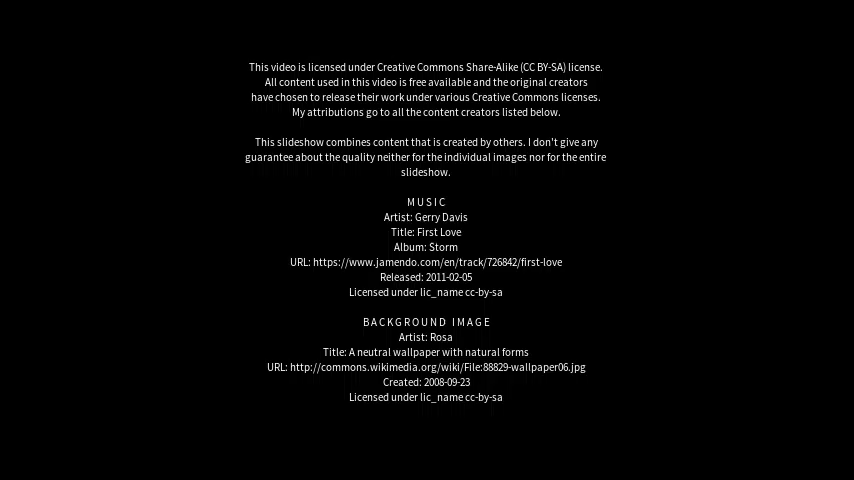 This video is licensed under Creative Commons Share-Alike (CC BY-SA) license.
All content used in this video is free available and the original creators
have chosen to release their work under various Creative Commons licenses.
My attributions go to all the content creators listed below.
This slideshow combines content that is created by others. I don't give any
guarantee about the quality neither for the individual images nor for the entire
slideshow.
MUSIC
Artist: Gerry Davis
Title: First Love
Album: Storm
URL: https://www.jamendo.com/en/track/726842/first-love
Released: 2011-02-05
Licensed under lic_name cc-by-sa
BACKGROUND IMAGE
Artist: Rosa
Title: A neutral wallpaper with natural forms
URL: http://commons.wikimedia.org/wiki/File:88829-wallpaper06.jpg
Created: 2008-09-23
Licensed under lic_name cc-by-sa